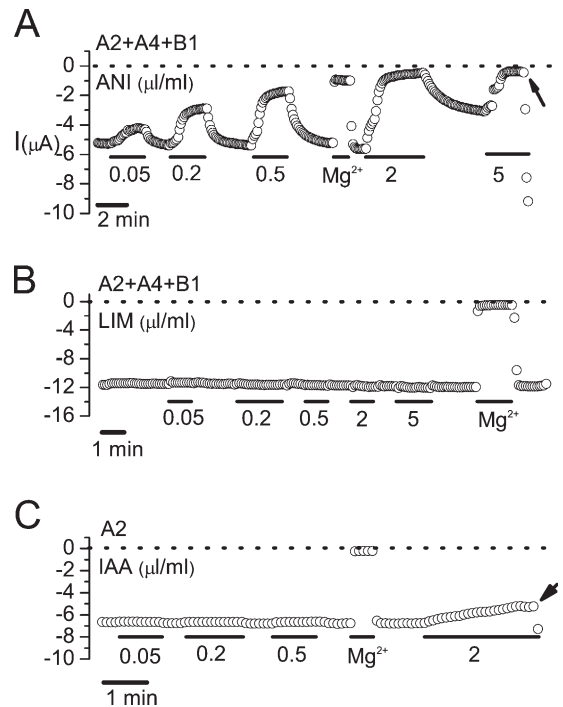 A
A2+A4+B1
ANI (μl/ml)
0
-2
-4
-6
-8
-10
I(μA)
0.05
0.2
0.5
Mg²⁺
2
5
2 min
B
A2+A4+B1
LIM (μl/ml)
0
-4
-8
-12
-16
0.05
0.2
0.5
2
5
Mg²⁺
1 min
C
A2
IAA (μl/ml)
0
-2
-4
-6
-8
-10
0.05
0.2
0.5
Mg²⁺
2
1 min